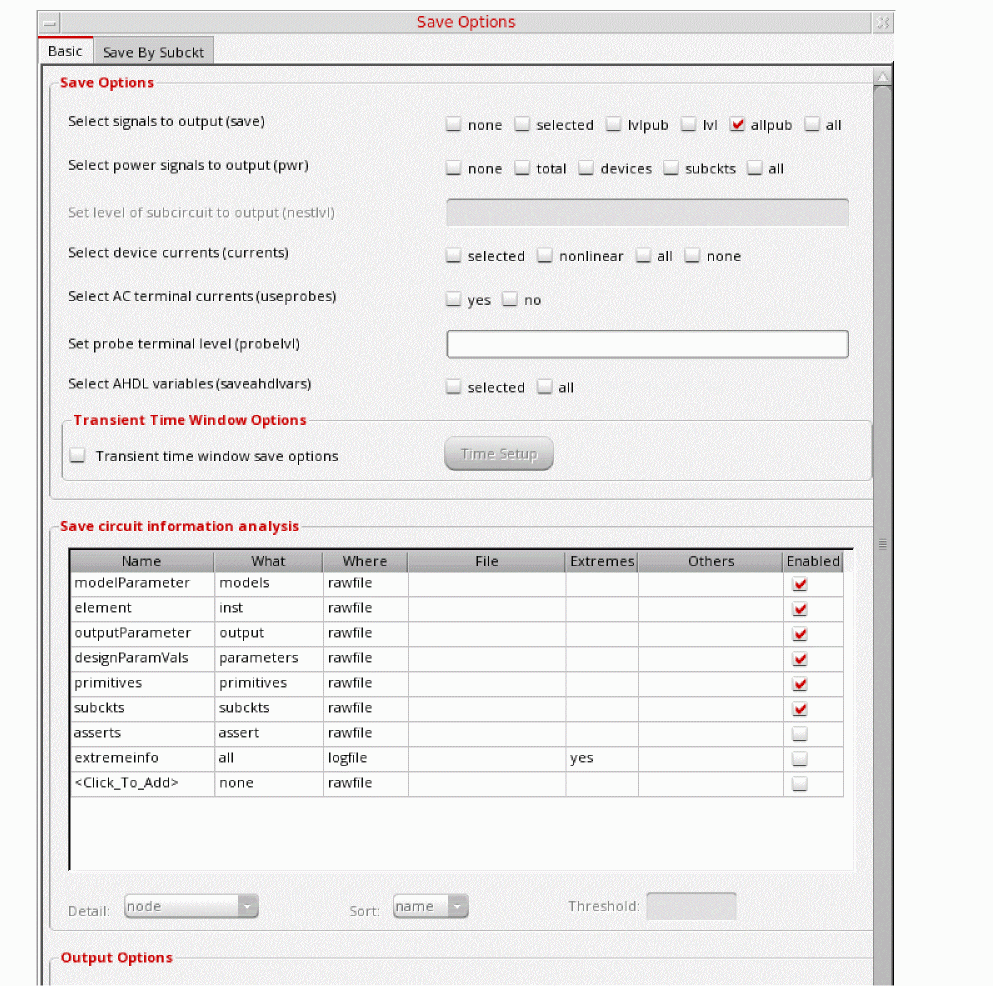 Save Options
Basic Save By Subckt
Save Options
Select signals to output (save) none selected lvlpub lvl allpub all
Select power signals to output (pwr) none total devices subckts all
Set level of subcircuit to output (nestlvl)
Select device currents (currents) selected nonlinear all none
Select AC terminal currents (useprobes) yes no
Set probe terminal level (probelvl)
Select AHDL variables (saveahdlvars) selected all
Transient Time Window Options
Transient time window save options Time Setup
Save circuit information analysis
Name What Where File Extremes Others Enabled
modelParameter models rawfile
element inst rawfile
outputParameter output rawfile
designParamVals parameters rawfile
primitives primitives rawfile
subckts subckts rawfile
asserts assert rawfile
extremeinfo all logfile yes
<Click_To_Add> none rawfile
Detail: node Sort: name Threshold:
Output Options